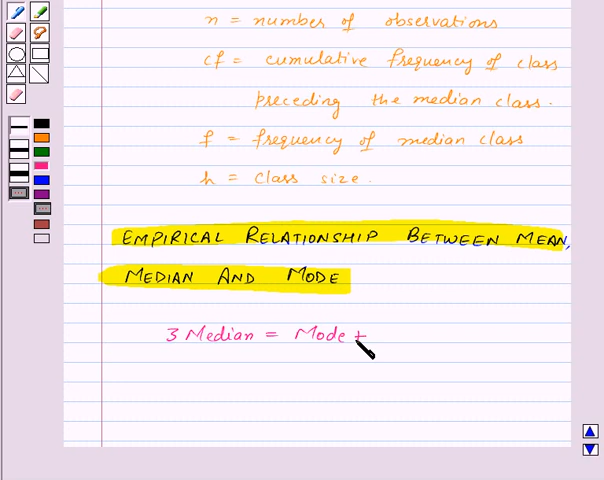 n = number of observations
cf = cumulative frequency of class
preceding the median class.
f = frequency of median class
h = class size.
EMPIRICAL RELATIONSHIP BETWEEN MEAN,
MEDIAN AND MODE
3 Median = Mode +